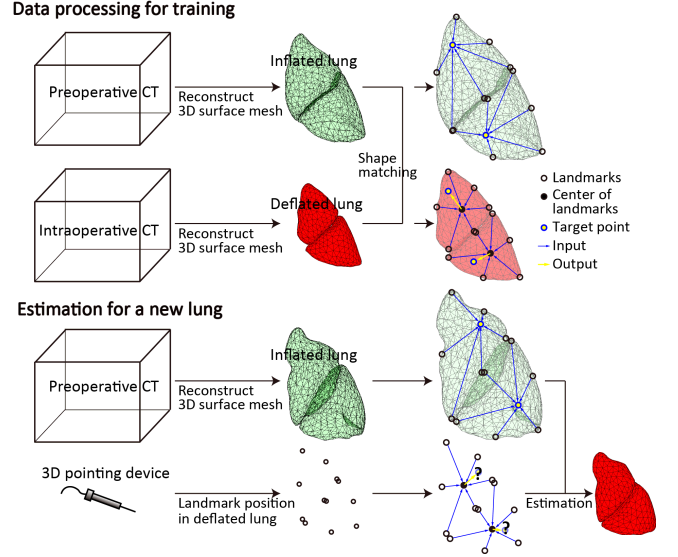 Data processing for training
Preoperative CT
Reconstruct
3D surface mesh
Inflated lung
Shape
matching
Intraoperative CT
Reconstruct
3D surface mesh
Deflated lung
Landmarks
Center of
landmarks
Target point
Input
Output
Estimation for a new lung
Preoperative CT
Reconstruct
3D surface mesh
Inflated lung
3D pointing device
Landmark position
in deflated lung
?
?
Estimation